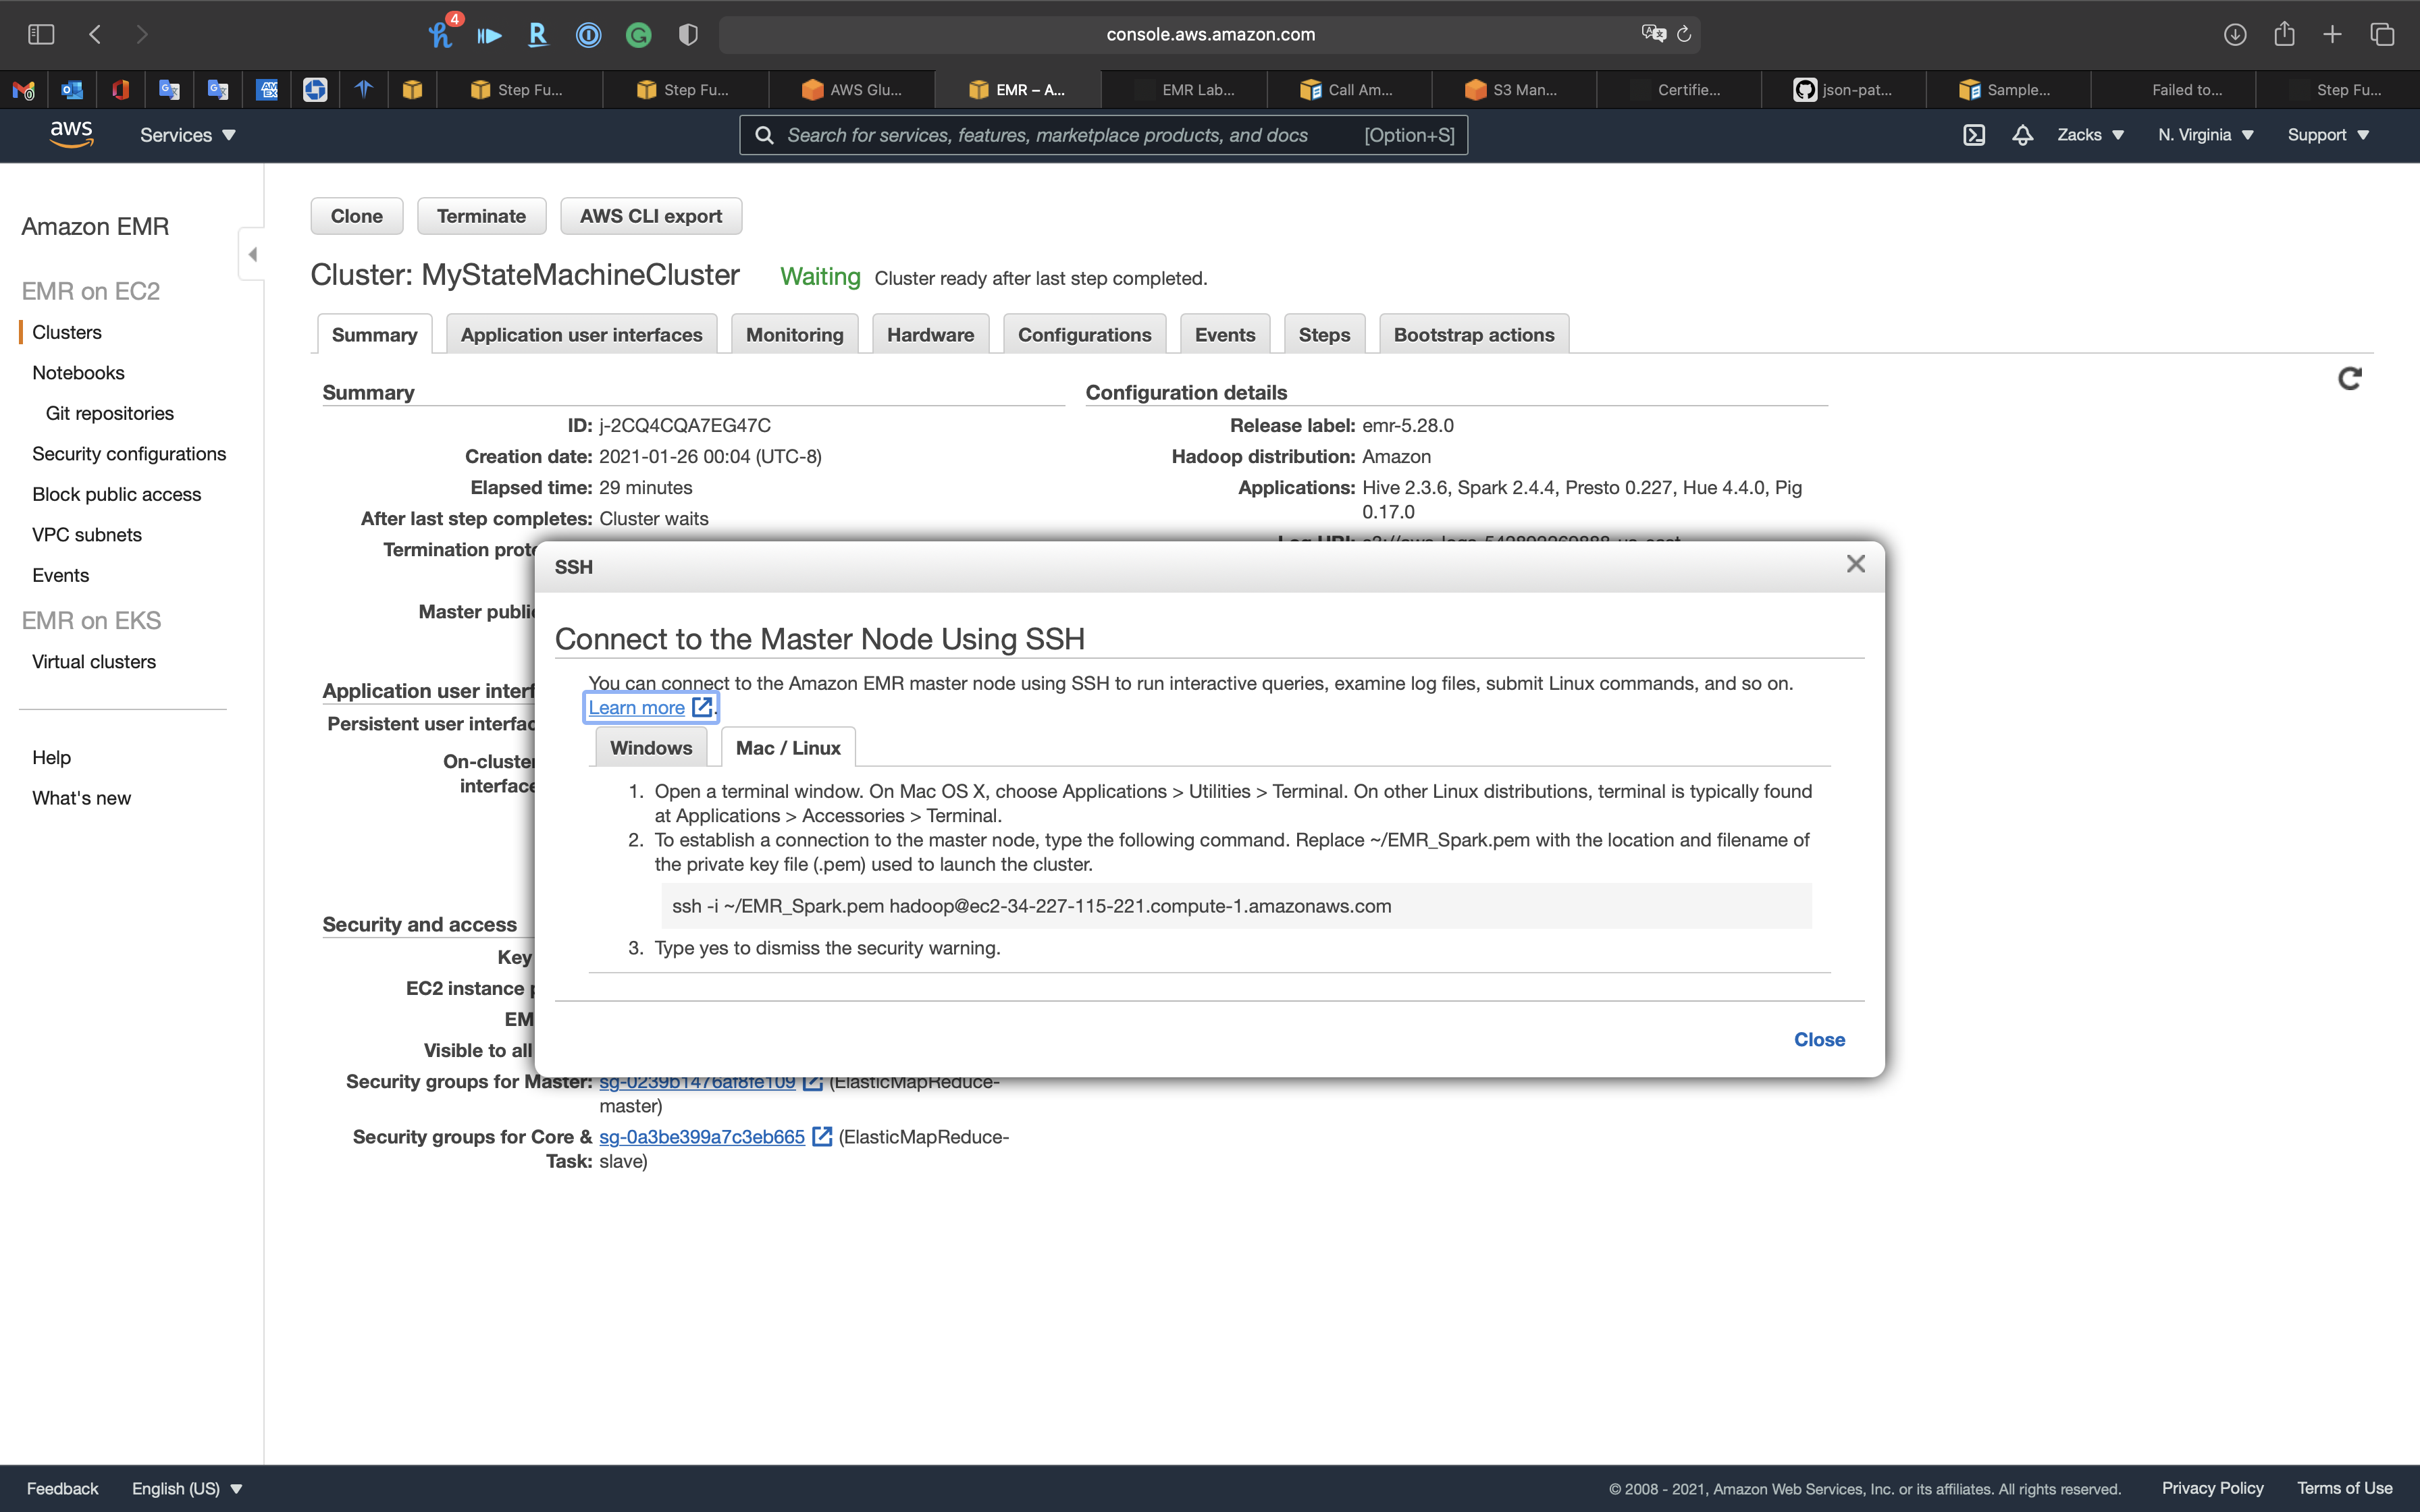 4
console.aws.amazon.com
Step Fu...
Step Fu...
AWS Glu...
EMR – A...
EMR Lab...
Call Am...
S3 Man...
Certifie...
json-pat...
Sample...
Failed to...
Step Fu...
aws
Services
Search for services, features, marketplace products, and docs [Option+S]
Zacks
N. Virginia
Support
Amazon EMR
EMR on EC2
Clusters
Notebooks
Git repositories
Security configurations
Block public access
VPC subnets
Events
EMR on EKS
Virtual clusters
Help
What's new
Clone
Terminate
AWS CLI export
Cluster: MyStateMachineCluster Waiting Cluster ready after last step completed.
Summary
Application user interfaces
Monitoring
Hardware
Configurations
Events
Steps
Bootstrap actions
Summary
ID: j-2CQ4CQA7EG47C
Creation date: 2021-01-26 00:04 (UTC-8)
Elapsed time: 29 minutes
After last step completes: Cluster waits
Termination prote
Master public
Application user interf
Persistent user interfac
On-cluster
interface
Security and access
Key
EC2 instance p
EM
Visible to all
Security groups for Master: sg-0239b1476af8fe109 (ElasticMapReduce-
master)
Security groups for Core & sg-0a3be399a7c3eb665 (ElasticMapReduce-
Task: slave)
Configuration details
Release label: emr-5.28.0
Hadoop distribution: Amazon
Applications: Hive 2.3.6, Spark 2.4.4, Presto 0.227, Hue 4.4.0, Pig
0.17.0
Log URI:
SSH
Connect to the Master Node Using SSH
You can connect to the Amazon EMR master node using SSH to run interactive queries, examine log files, submit Linux commands, and so on.
Learn more .
Windows
Mac / Linux
1. Open a terminal window. On Mac OS X, choose Applications > Utilities > Terminal. On other Linux distributions, terminal is typically found
at Applications > Accessories > Terminal.
2. To establish a connection to the master node, type the following command. Replace ~/EMR_Spark.pem with the location and filename of
the private key file (.pem) used to launch the cluster.
ssh -i ~/EMR_Spark.pem hadoop@ec2-34-227-115-221.compute-1.amazonaws.com
3. Type yes to dismiss the security warning.
Close
Feedback
English (US)
© 2008 - 2021, Amazon Web Services, Inc. or its affiliates. All rights reserved.
Privacy Policy
Terms of Use